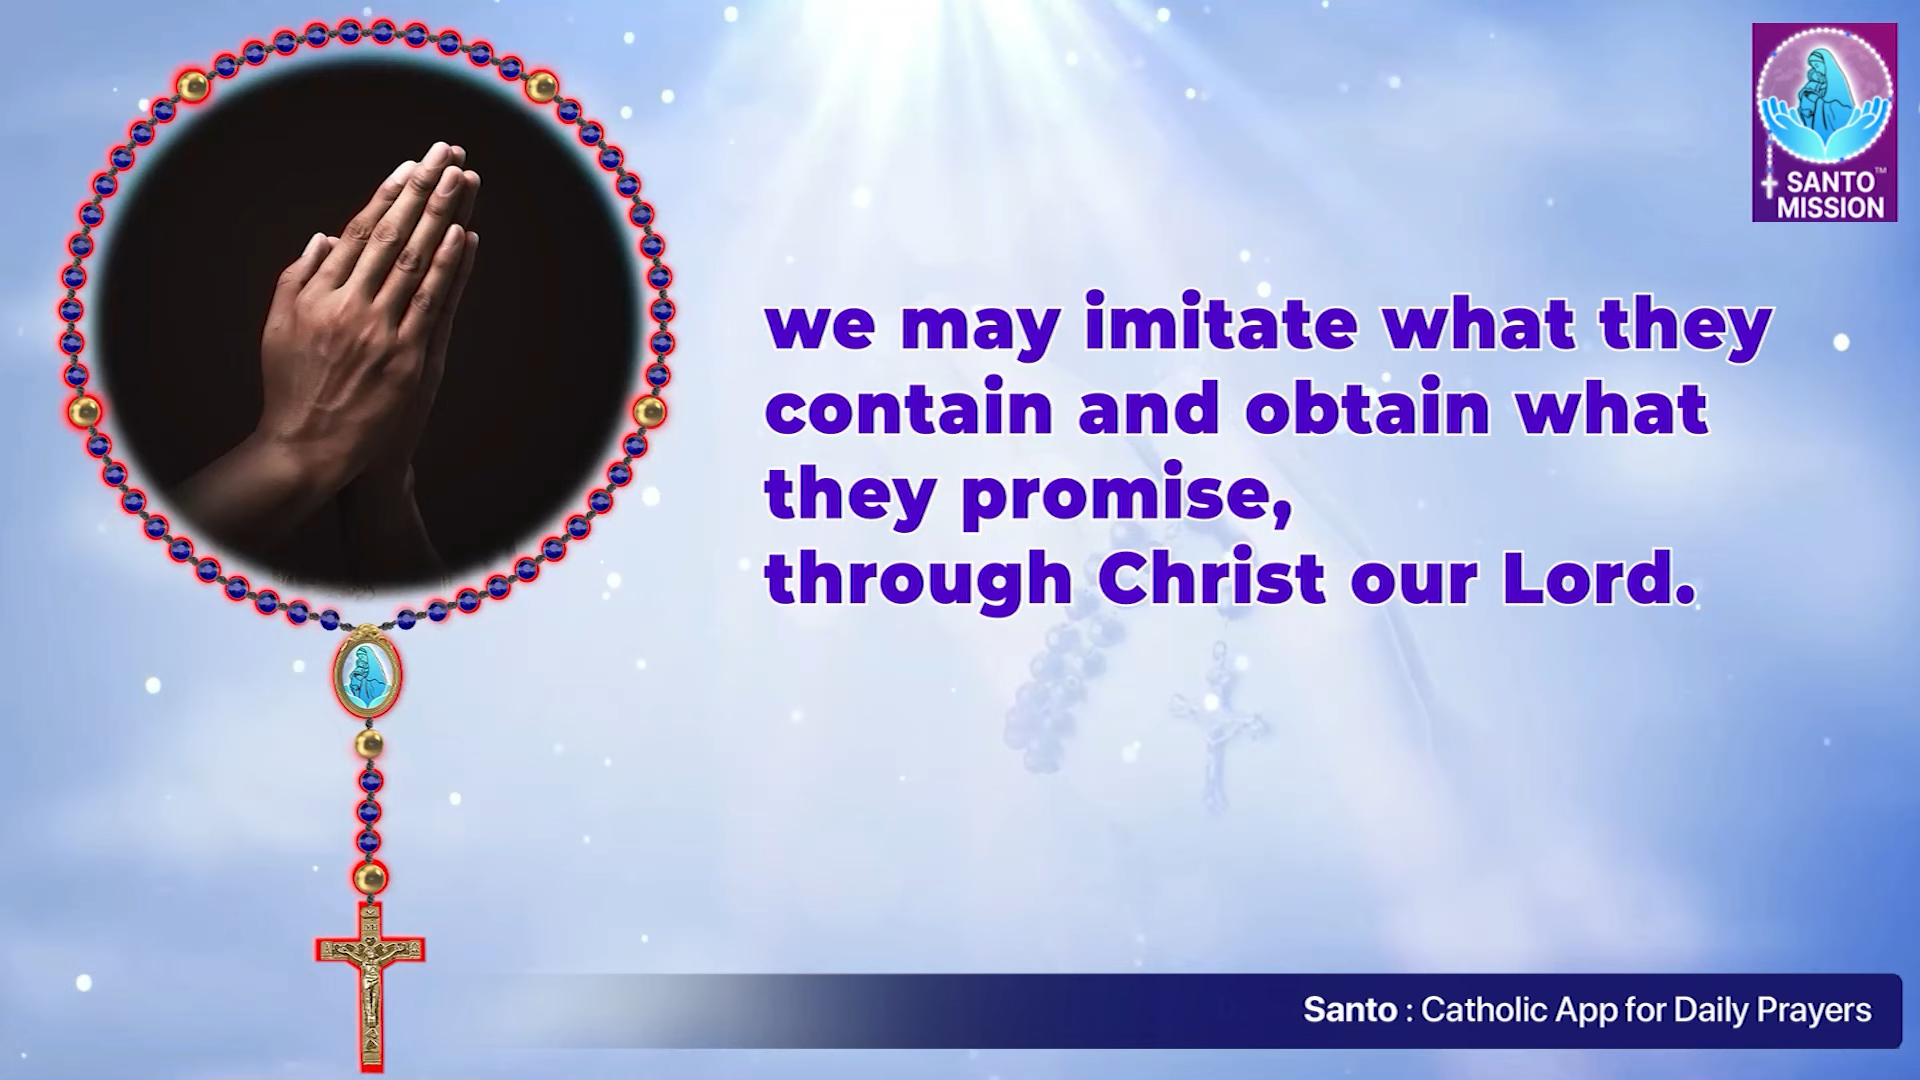 SANTO™
MISSION
we may imitate what they
contain and obtain what
they promise,
through Christ our Lord.
Santo : Catholic App for Daily Prayers